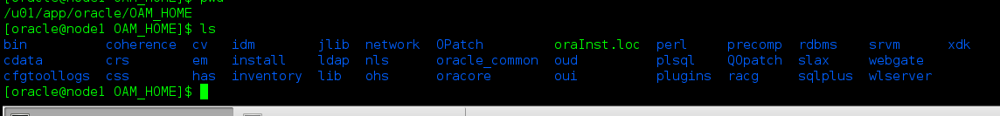 [oracle@node1 OAM_HOME]$ pwd
/u01/app/oracle/OAM_HOME
[oracle@node1 OAM_HOME]$ ls
bin coherence cv idm jlib network OPatch oraInst.loc perl precomp rdbms srvm xdk
cdata crs em install ldap nls oracle_common oud plsql QOpatch slax webgate
cfgtoollogs css has inventory lib ohs oracore oui plugins racg sqlplus wlserver
[oracle@node1 OAM_HOME]$